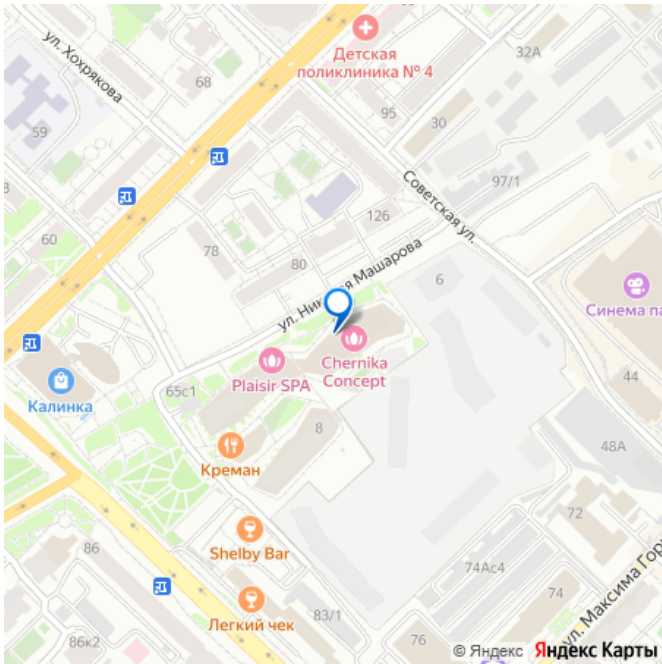 ул. Хохрякова
Детская
поликлиника № 4
32А
68
95
30
59
Советская ул.
97/1
126
60
78
80
ул. Николая Машарова
6
Синема па
Chernika
Concept
Plaisir SPA
Калинка
65с1
44
8
48А
Креман
72
86
Shelby Bar
74Ас4
74
Легкий чек
83/1
76
86к2
ул. Максима Горь
© Яндекс Яндекс Карты